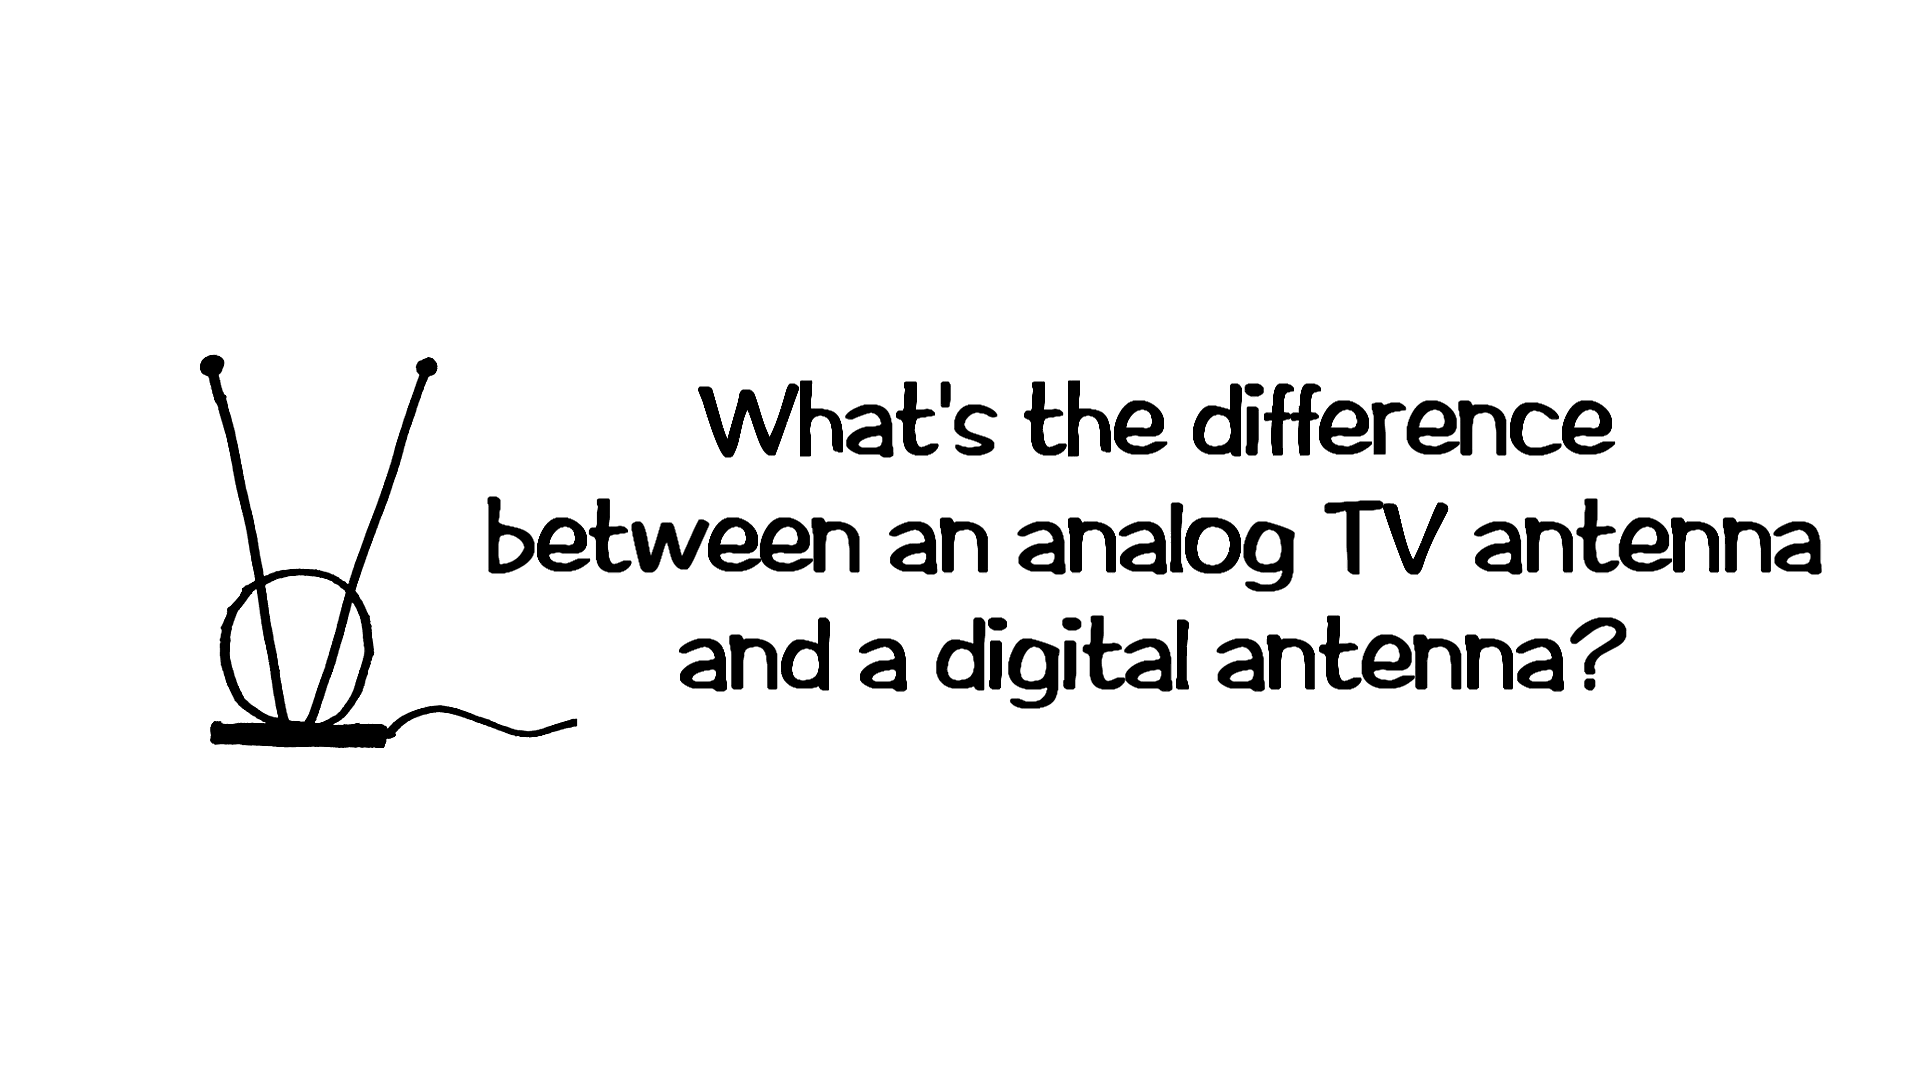 What's the difference
between an analog TV antenna
and a digital antenna?